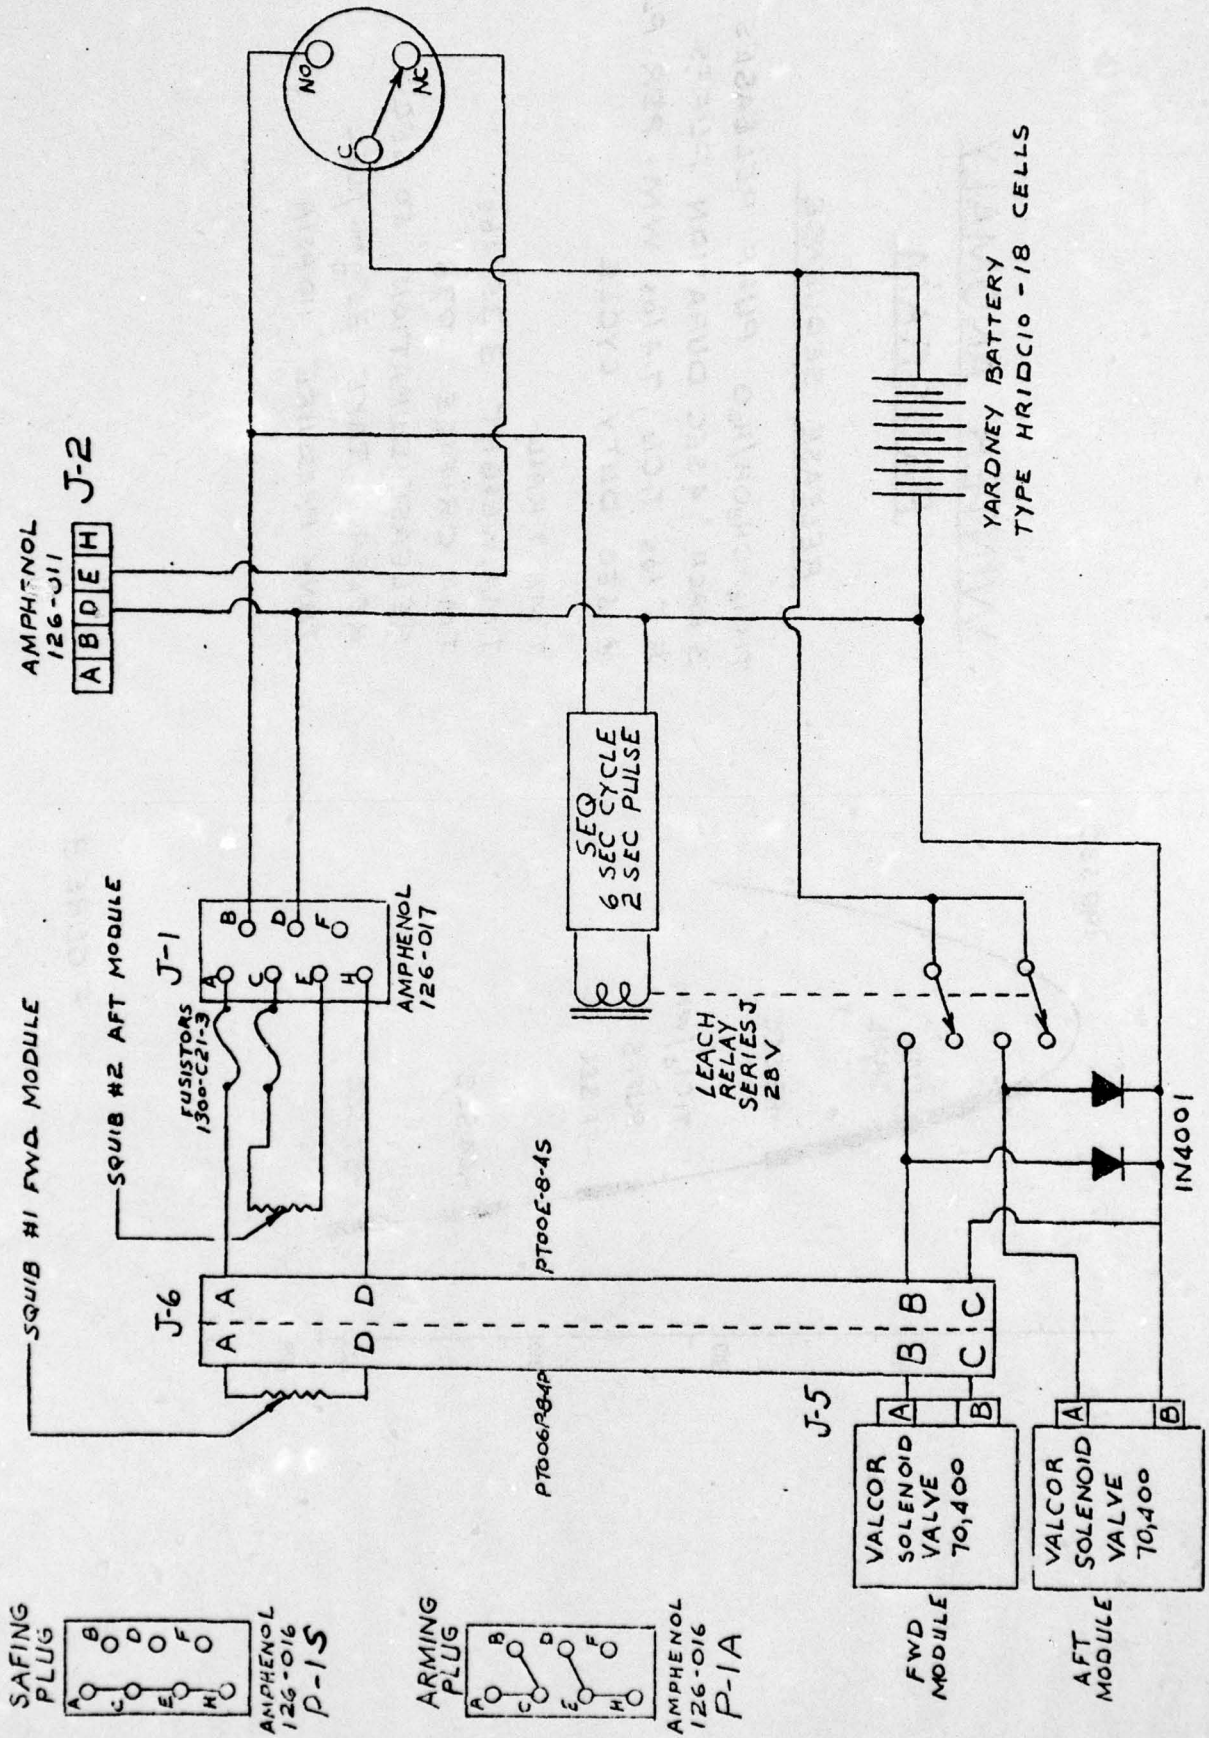 SAFING
PLUG
A
B
C
D
E
F
H
AMPHENOL
126-016
P-1S
ARMING
PLUG
A
B
C
D
E
F
H
AMPHENOL
126-016
P-1A
SQUIB #1 FWD MODULE
SQUIB #2 AFT MODULE
J-6
A A
D D
B B
C C
PT00E-8-4S
FUSISTORS
1300-C21-3
J-1
A
B
C
D
E
F
H
AMPHENOL
126-017
AMPHENOL
126-011
A B D E H
J-2
NO
NC
C
SEQ
6 SEC CYCLE
2 SEC PULSE
LEACH
RELAY
SERIES J
28V
YARDNEY BATTERY
TYPE HRIDC10 - 18 CELLS
1N4001
J-5
A
B
VALCOR
SOLENOID
VALVE
70,400
FWD
MODULE
A
B
VALCOR
SOLENOID
VALVE
70,400
AFT
MODULE